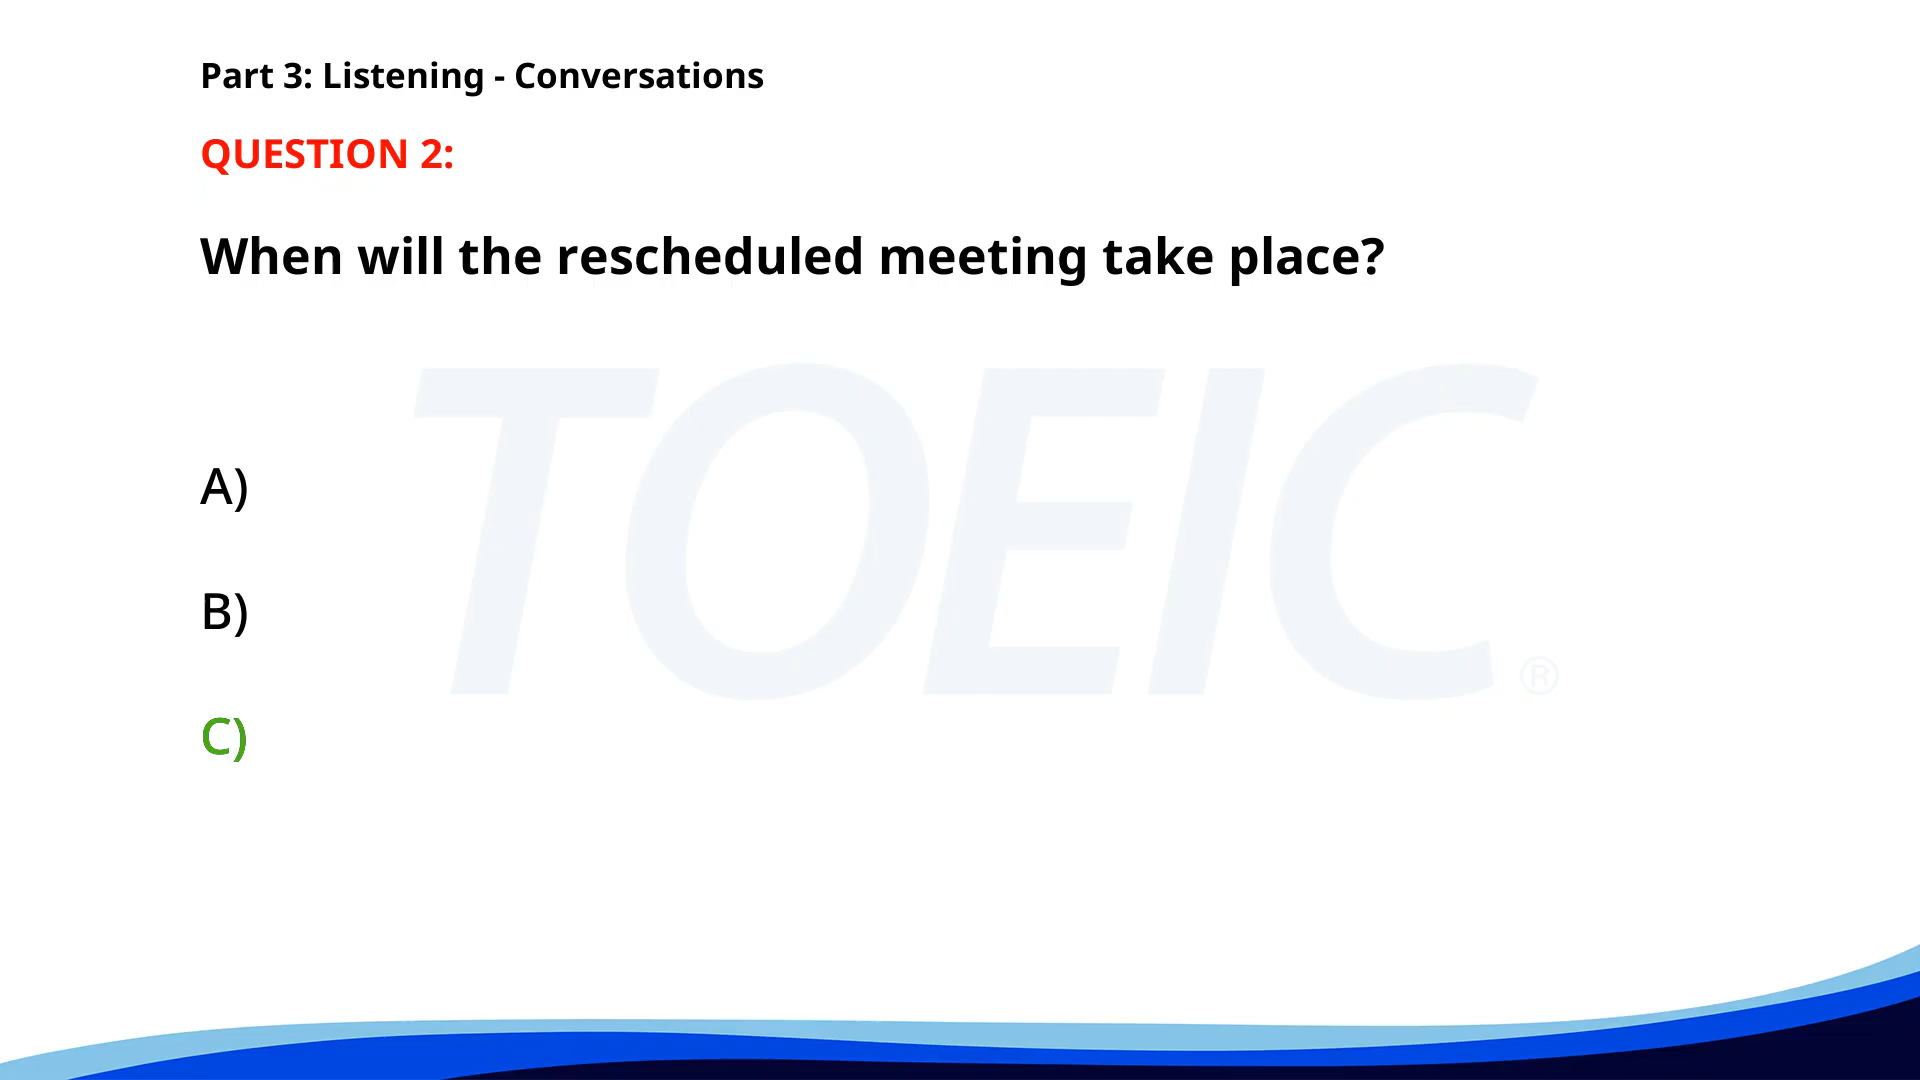 Part 3: Listening - Conversations
QUESTION 2:
When will the rescheduled meeting take place?
TOEIC®
A)
B)
C)